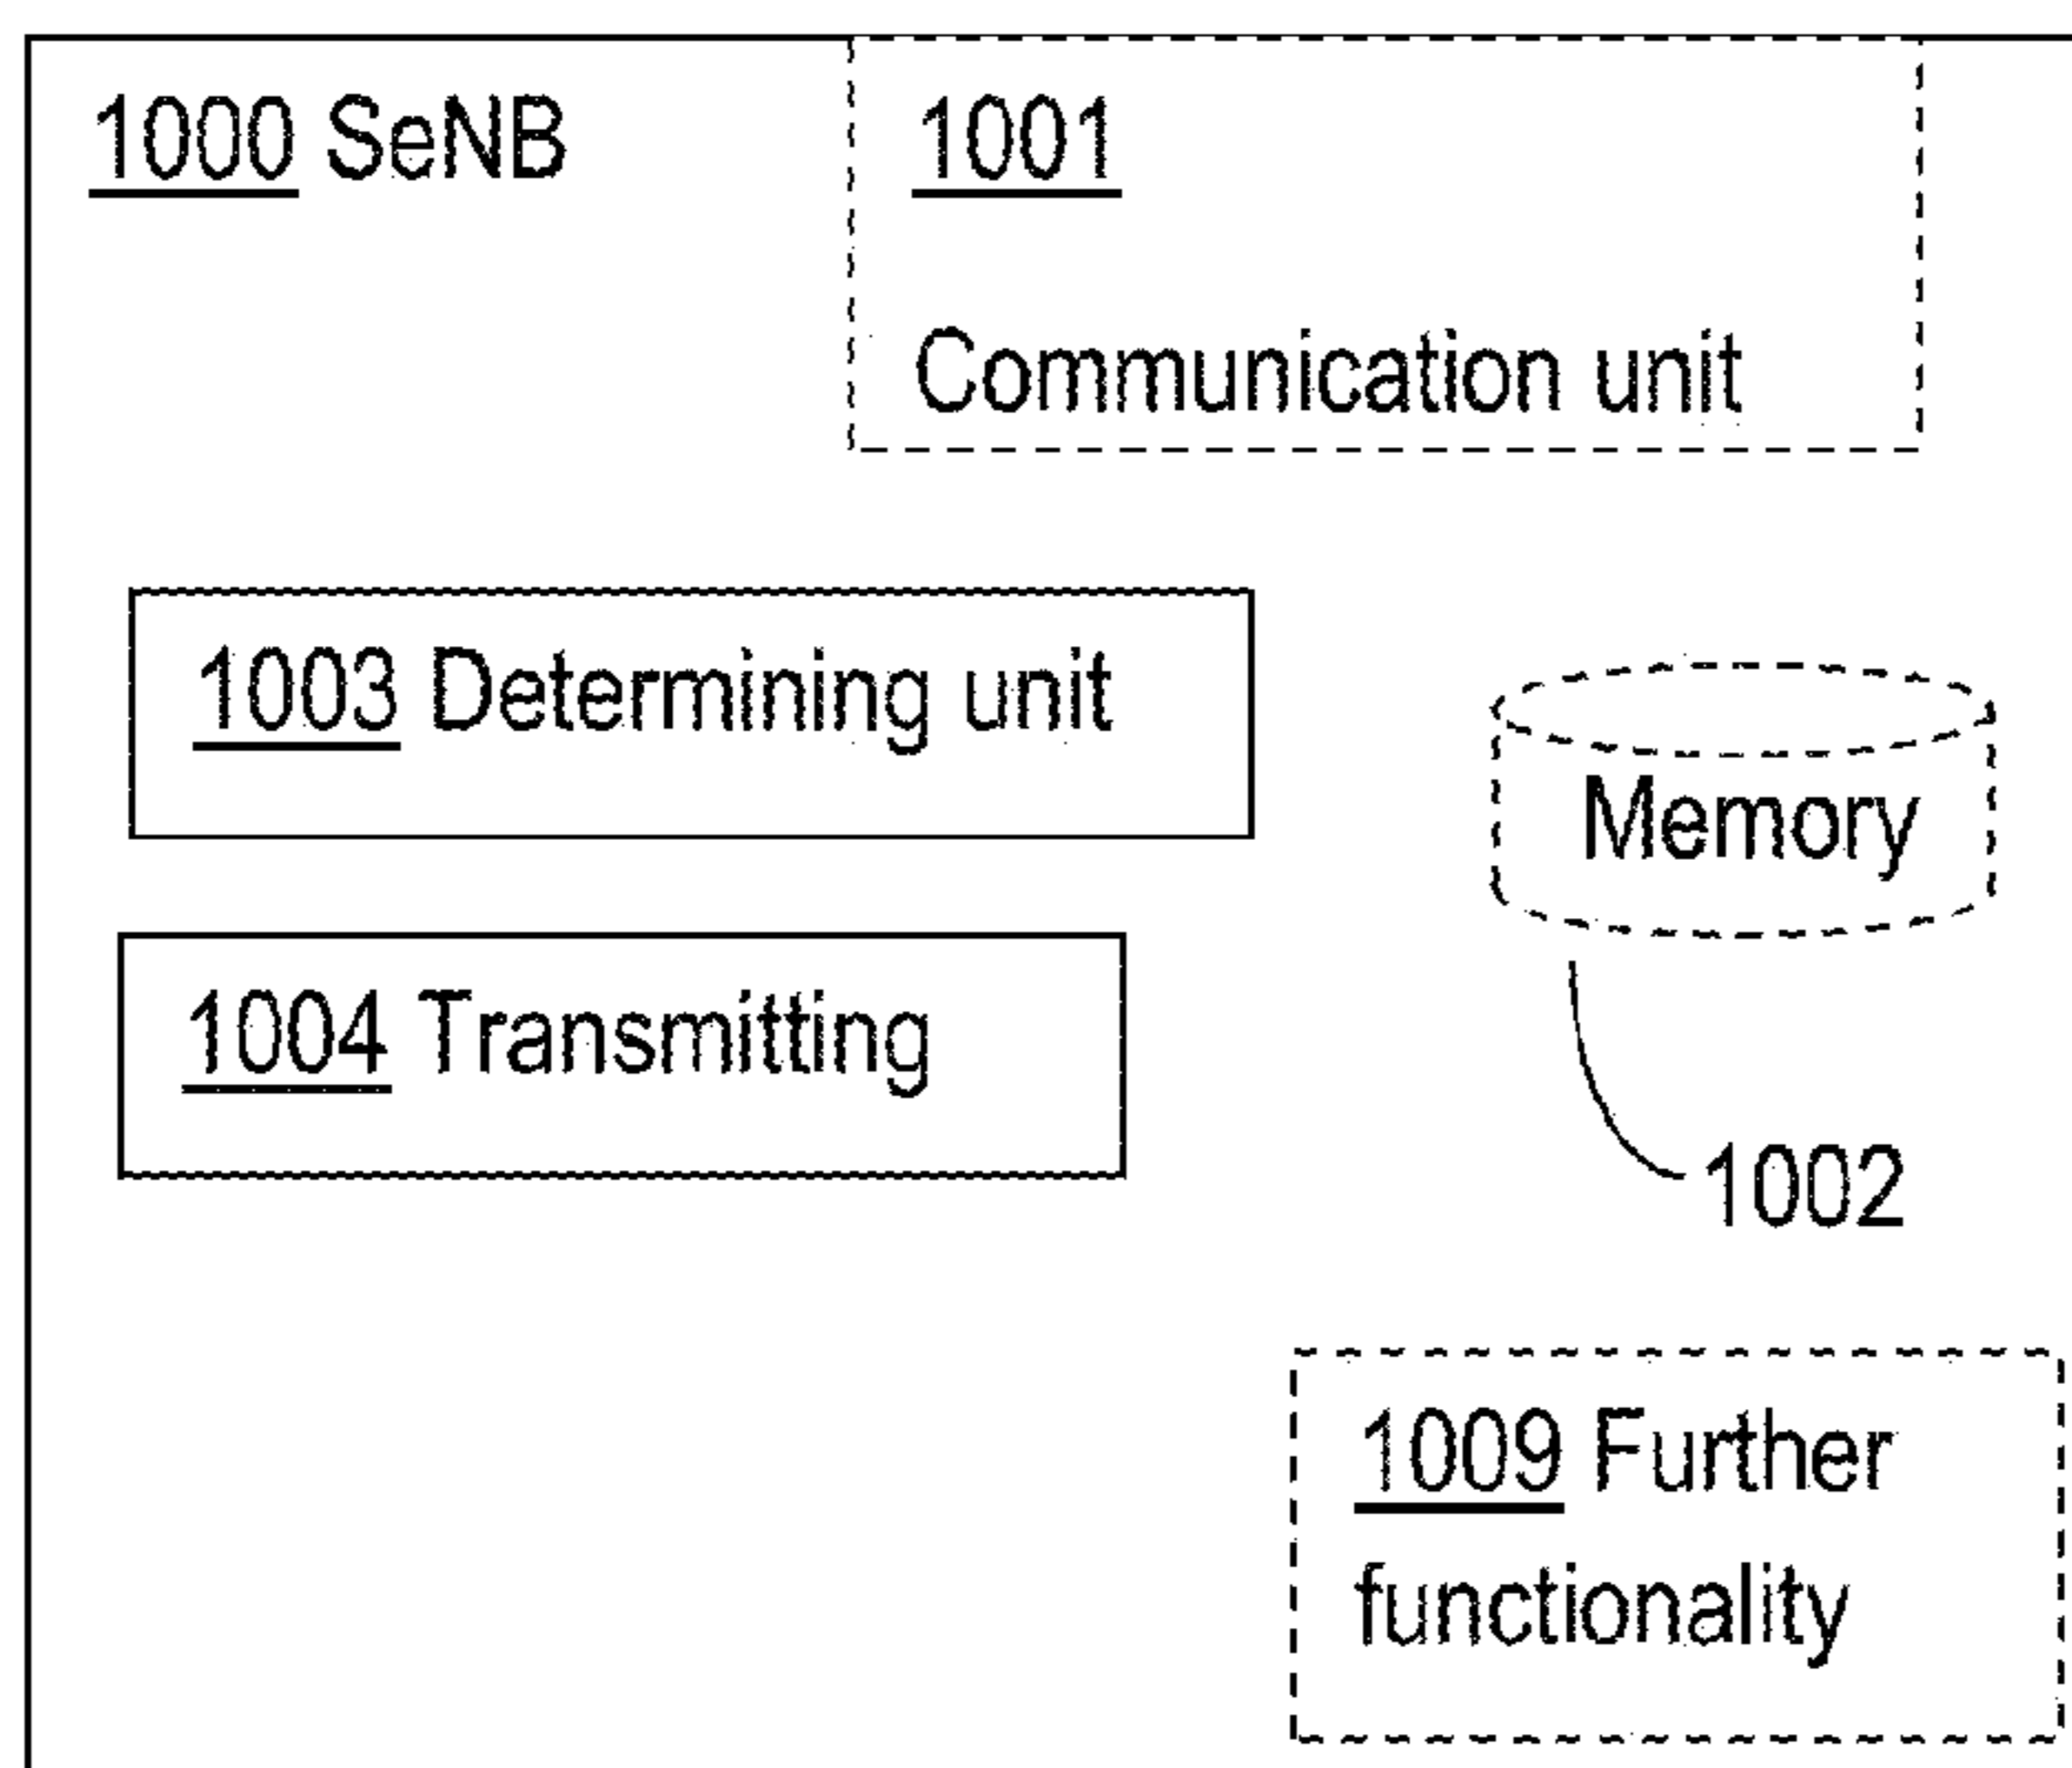 1000 SeNB
1001
Communication unit
1003 Determining unit
Memory
1004 Transmitting
1002
1009 Further
functionality